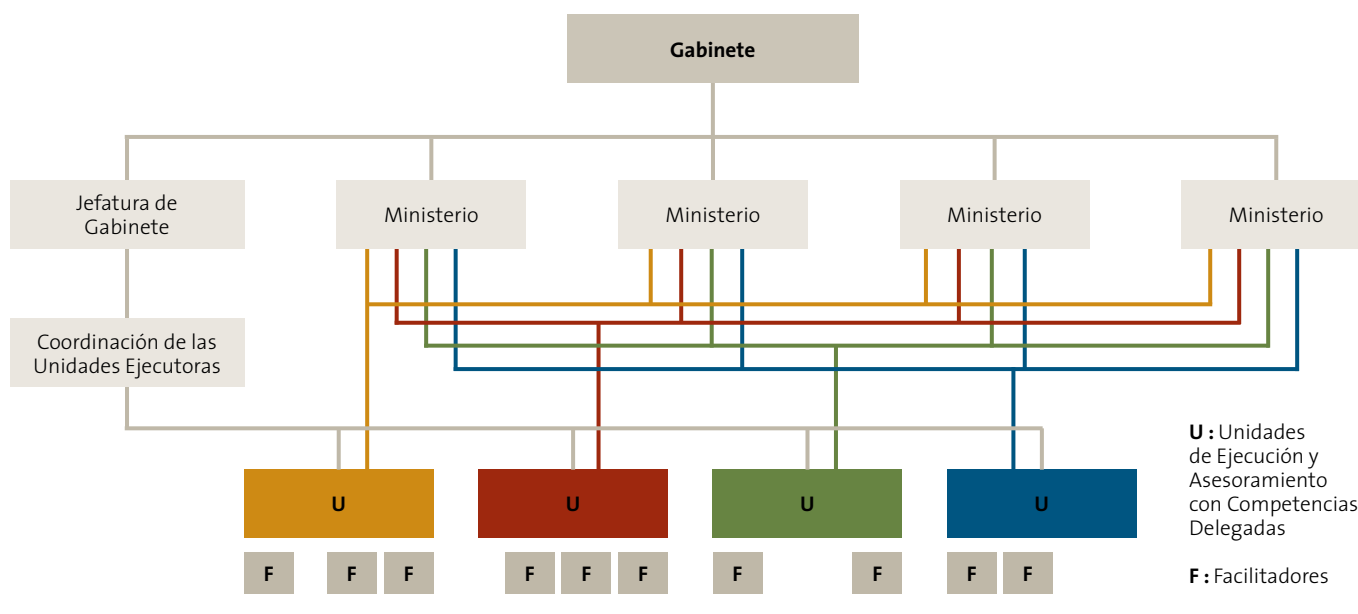 Gabinete
Jefatura de
Gabinete
Ministerio
Ministerio
Ministerio
Ministerio
Coordinación de las
Unidades Ejecutoras
U
U
U
U
F
F
F
F
F
F
F
F
F
F
U : Unidades
de Ejecución y
Asesoramiento
con Competencias
Delegadas
F : Facilitadores